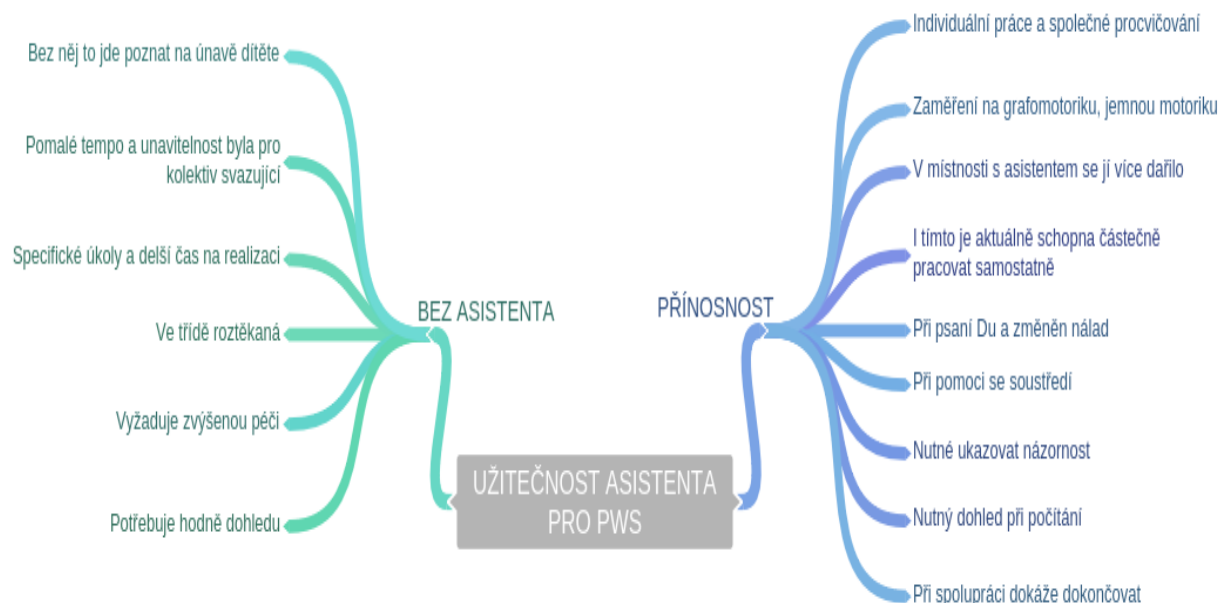 Bez něj to jde poznat na únavě dítěte
Pomalé tempo a unavitelnost byla pro
kolektiv svazující
Specifické úkoly a delší čas na realizaci
Ve třídě roztěkaná
Vyžaduje zvýšenou péči
Potřebuje hodně dohledu
BEZ ASISTENTA
UŽITEČNOST ASISTENTA
PRO PWS
PŘÍNOSNOST
Individuální práce a společné procvičování
Zaměření na grafomotoriku, jemnou motoriku
V místnosti s asistentem se jí více dařilo
I tímto je aktuálně schopna částečně
pracovat samostatně
Při psaní Du a změněn nálad
Při pomoci se soustředí
Nutné ukazovat názornost
Nutný dohled při počítání
Při spolupráci dokáže dokončovat